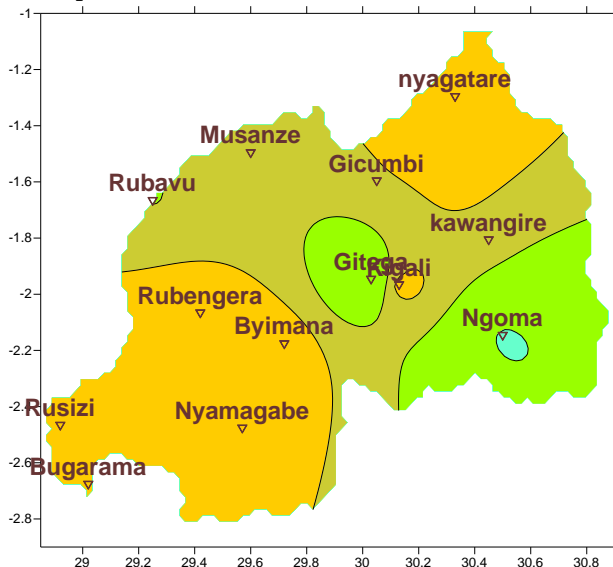 -1
nyagatare
-1.2
-1.4
Musanze
Gicumbi
-1.6
Rubavu
kawangire
-1.8
Gitega
Kigali
-2
Rubengera
Ngoma
Byimana
-2.2
-2.4
Rusizi
Nyamagabe
-2.6
Bugarama
-2.8
29 29.2 29.4 29.6 29.8 30 30.2 30.4 30.6 30.8